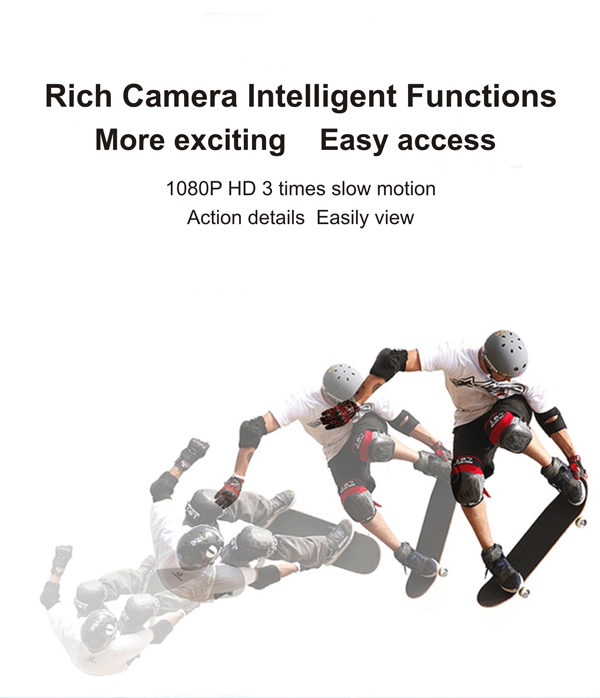 Rich Camera Intelligent Functions
More exciting Easy access
1080P HD 3 times slow motion
Action details Easily view